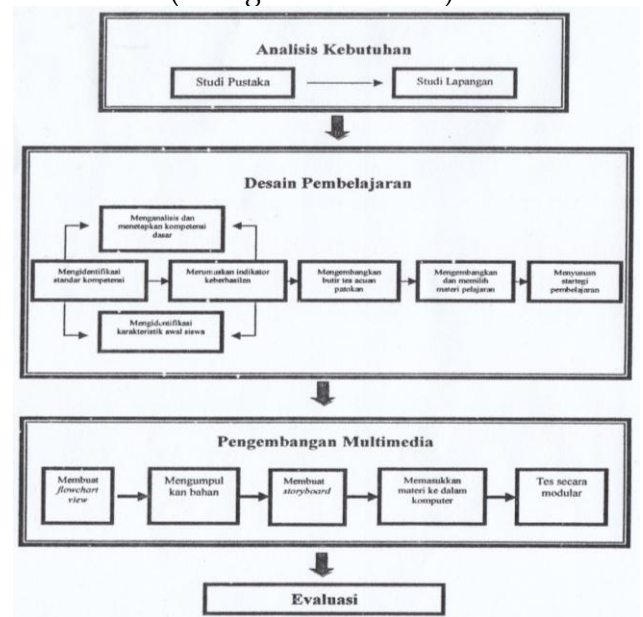 Analisis Kebutuhan
Studi Pustaka
Studi Lapangan
Desain Pembelajaran
Menganalisis dan
menetapkan kompetensi
dasar
Mengidentifikasi
standar kompetensi
Merumuskan indikator
keberhasilan
Mengembangkan
butir tes acuan
patokan
Mengembangkan
dan memilih
materi pelajaran
Menyusun
startegi
pembelajaran
Mengidentifikasi
karakteristik awal siswa
Pengembangan Multimedia
Membuat
flowchart
view
Mengumpul
kan bahan
Membuat
storyboard
Memasukkan
materi ke dalam
komputer
Tes secara
modular
Evaluasi